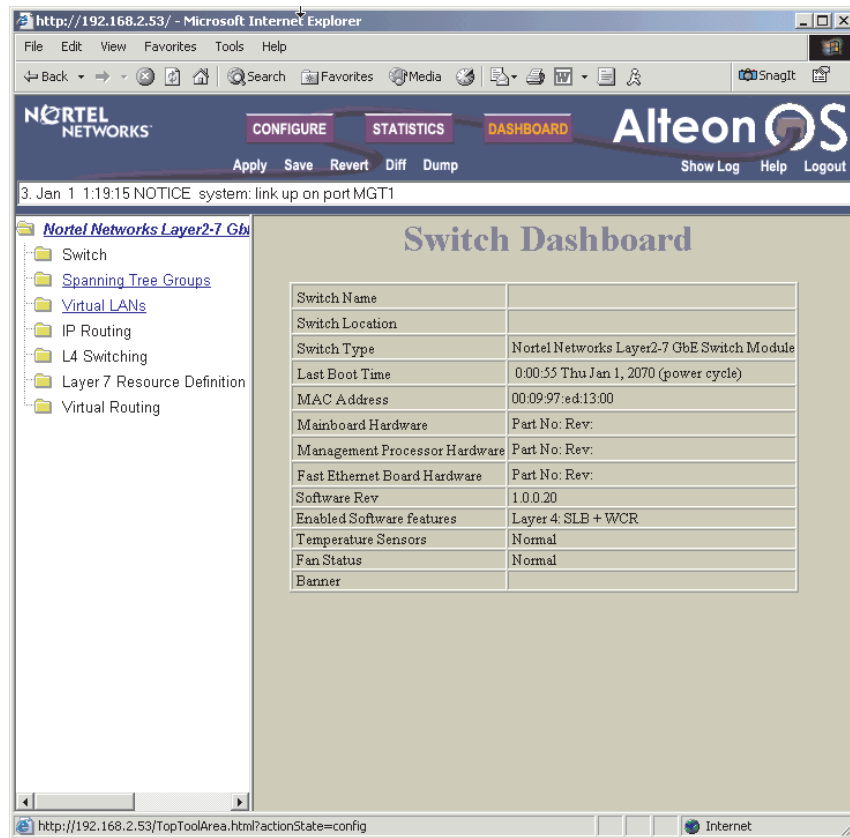 http://192.168.2.53/ - Microsoft Internet Explorer
File Edit View Favorites Tools Help
Back Search Favorites Media SnagIt
NORTEL NETWORKS
CONFIGURE STATISTICS DASHBOARD
Alteon OS
Apply Save Revert Diff Dump
Show Log Help Logout
3. Jan 1 1:19:15 NOTICE system: link up on port MGT1
Nortel Networks Layer2-7 Gb
Switch
Spanning Tree Groups
Virtual LANs
IP Routing
L4 Switching
Layer 7 Resource Definition
Virtual Routing
Switch Dashboard
Switch Name
Switch Location
Switch Type Nortel Networks Layer2-7 GbE Switch Module
Last Boot Time 0:00:55 Thu Jan 1, 2070 (power cycle)
MAC Address 00:09:97:ed:13:00
Mainboard Hardware Part No: Rev:
Management Processor Hardware Part No: Rev:
Fast Ethernet Board Hardware Part No: Rev:
Software Rev 1.0.0.20
Enabled Software features Layer 4: SLB + WCR
Temperature Sensors Normal
Fan Status Normal
Banner
http://192.168.2.53/TopToolArea.html?actionState=config
Internet